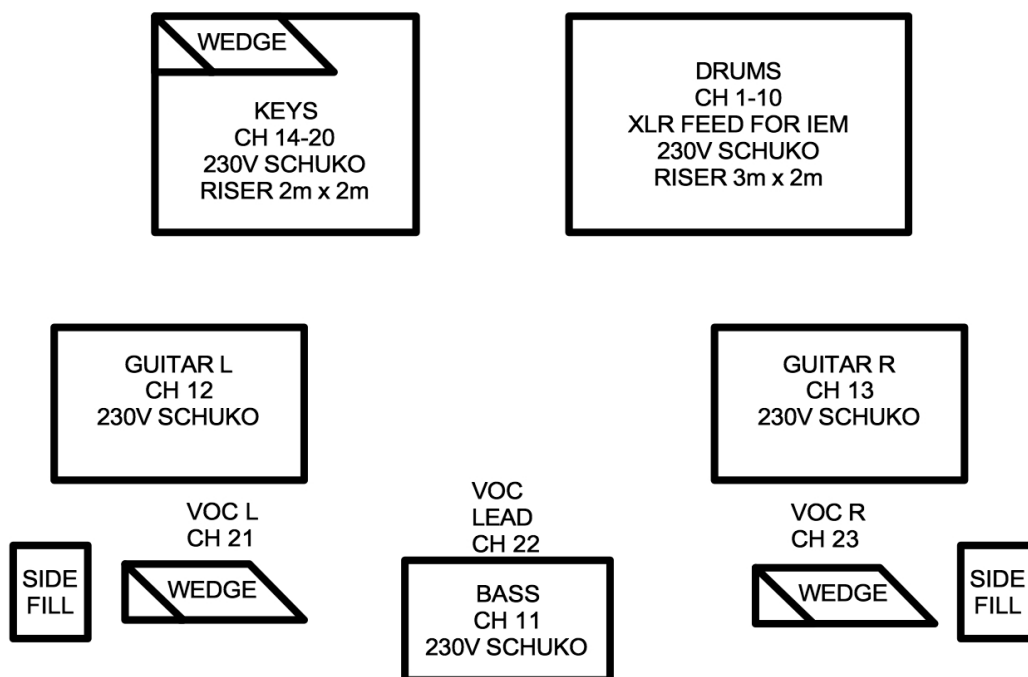 WEDGE
KEYS
CH 14-20
230V SCHUKO
RISER 2m x 2m
DRUMS
CH 1-10
XLR FEED FOR IEM
230V SCHUKO
RISER 3m x 2m
GUITAR L
CH 12
230V SCHUKO
GUITAR R
CH 13
230V SCHUKO
VOC L
CH 21
VOC
LEAD
CH 22
VOC R
CH 23
SIDE
FILL
WEDGE
BASS
CH 11
230V SCHUKO
WEDGE
SIDE
FILL